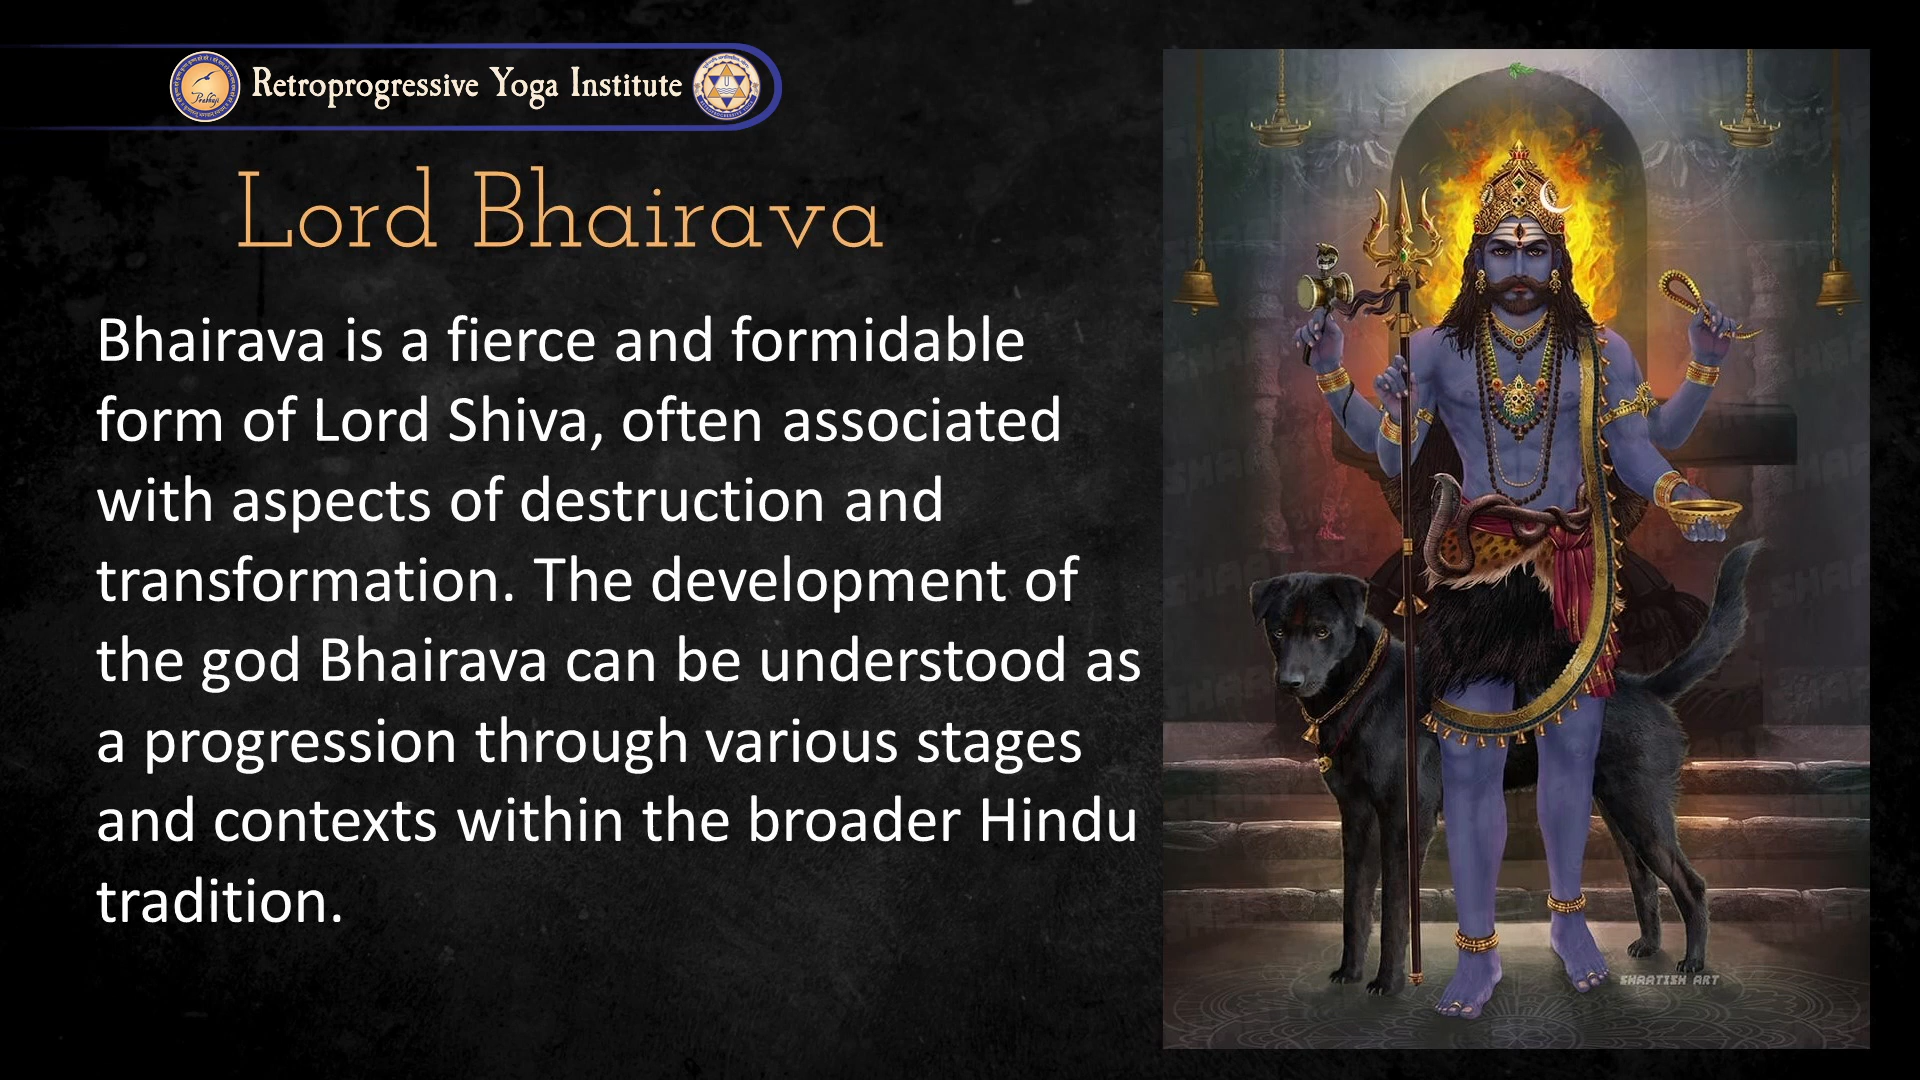 Prabhuji
Retroprogressive Yoga Institute
Lord Bhairava
Bhairava is a fierce and formidable
form of Lord Shiva, often associated
with aspects of destruction and
transformation. The development of
the god Bhairava can be understood as
a progression through various stages
and contexts within the broader Hindu
tradition.
SHAATISH ART